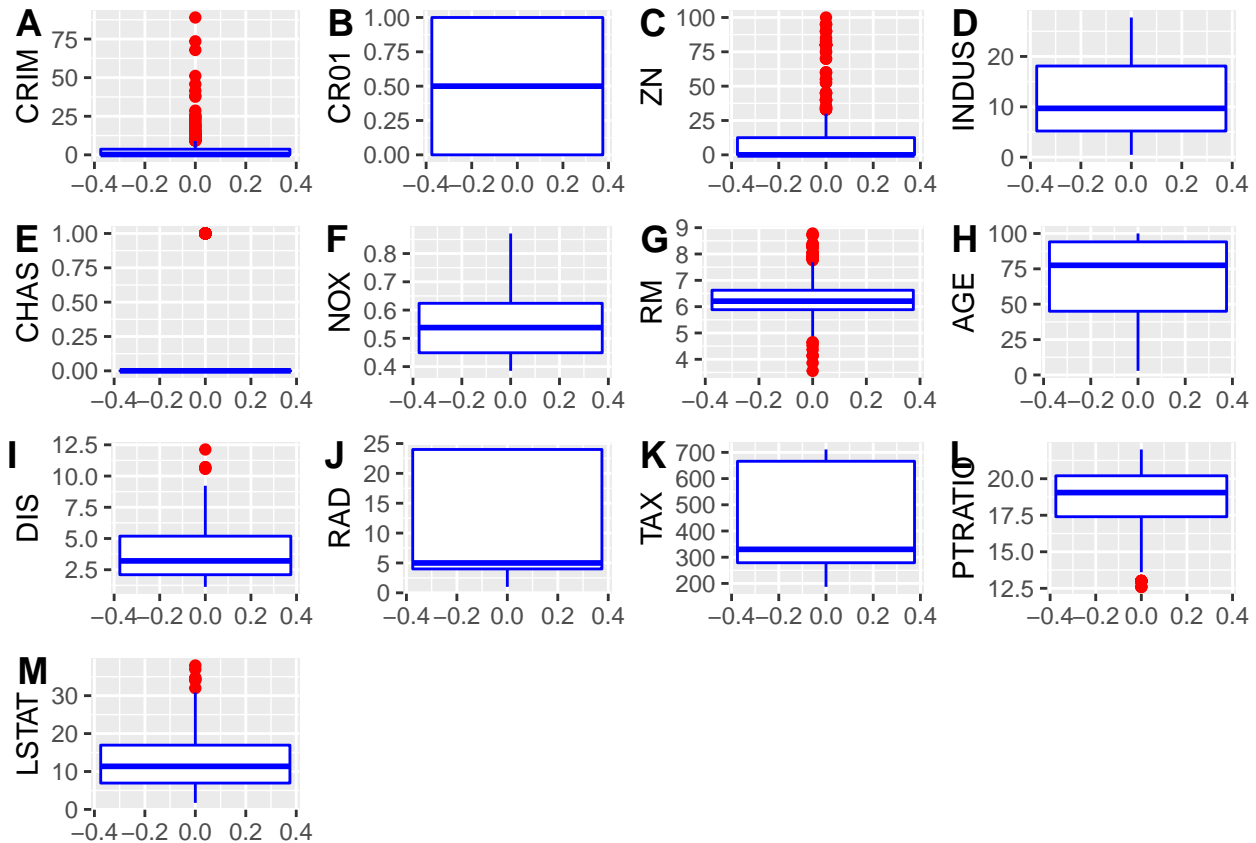 A
CRIM
75
50
25
0
−0.4 −0.2 0.0 0.2 0.4
B
CR01
1.00
0.75
0.50
0.25
0.00
−0.4 −0.2 0.0 0.2 0.4
C
ZN
100
75
50
25
0
−0.4 −0.2 0.0 0.2 0.4
D
INDUS
20
10
0
−0.4 −0.2 0.0 0.2 0.4
E
CHAS
1.00
0.75
0.50
0.25
0.00
−0.4 −0.2 0.0 0.2 0.4
F
NOX
0.8
0.7
0.6
0.5
0.4
−0.4 −0.2 0.0 0.2 0.4
G
RM
9
8
7
6
5
4
−0.4 −0.2 0.0 0.2 0.4
H
AGE
100
75
50
25
0
−0.4 −0.2 0.0 0.2 0.4
I
DIS
12.5
10.0
7.5
5.0
2.5
−0.4 −0.2 0.0 0.2 0.4
J
RAD
25
20
15
10
5
0
−0.4 −0.2 0.0 0.2 0.4
K
TAX
700
600
500
400
300
200
−0.4 −0.2 0.0 0.2 0.4
L
PTRATIO
20.0
17.5
15.0
12.5
−0.4 −0.2 0.0 0.2 0.4
M
LSTAT
30
20
10
0
−0.4 −0.2 0.0 0.2 0.4